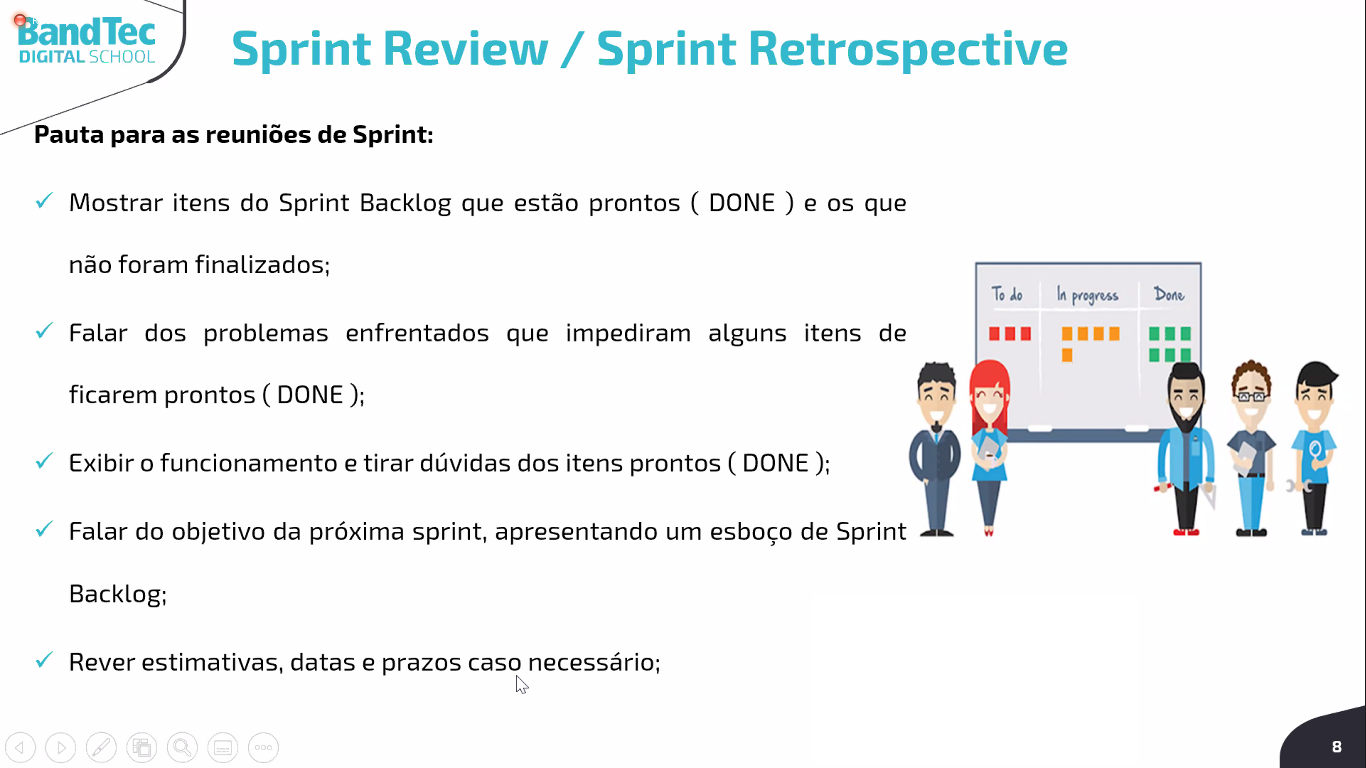 BandTec
DIGITAL SCHOOL
Sprint Review / Sprint Retrospective
Pauta para as reuniões de Sprint:
Mostrar itens do Sprint Backlog que estão prontos ( DONE ) e os que
não foram finalizados;
Falar dos problemas enfrentados que impediram alguns itens de
ficarem prontos ( DONE );
Exibir o funcionamento e tirar dúvidas dos itens prontos ( DONE );
Falar do objetivo da próxima sprint, apresentando um esboço de Sprint
Backlog;
Rever estimativas, datas e prazos caso necessário;
To do
In progress
Done
8